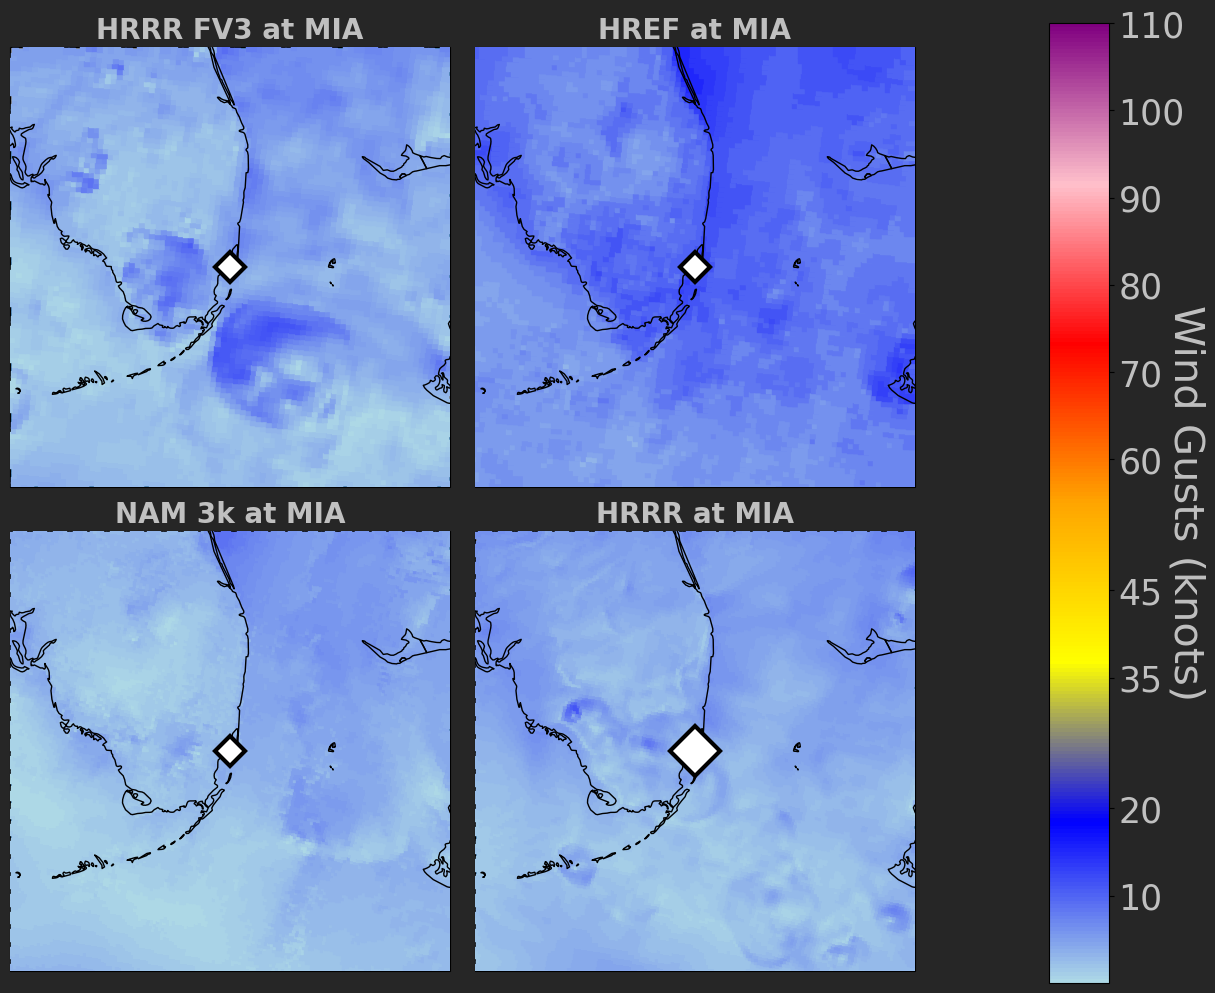 HRRR FV3 at MIA
HREF at MIA
NAM 3k at MIA
HRRR at MIA
110
100
90
80
70
60
45
35
20
10
Wind Gusts (knots)